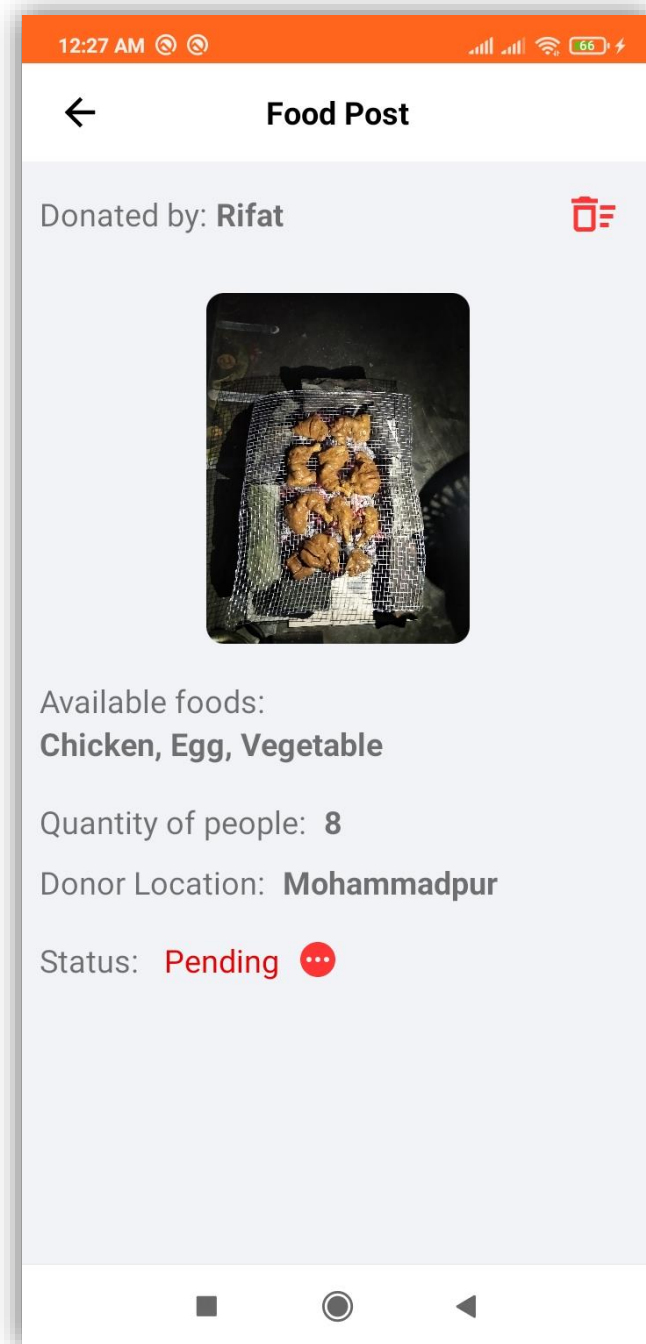 12:27 AM
66
Food Post
Donated by: Rifat
Available foods:
Chicken, Egg, Vegetable
Quantity of people: 8
Donor Location: Mohammadpur
Status: Pending